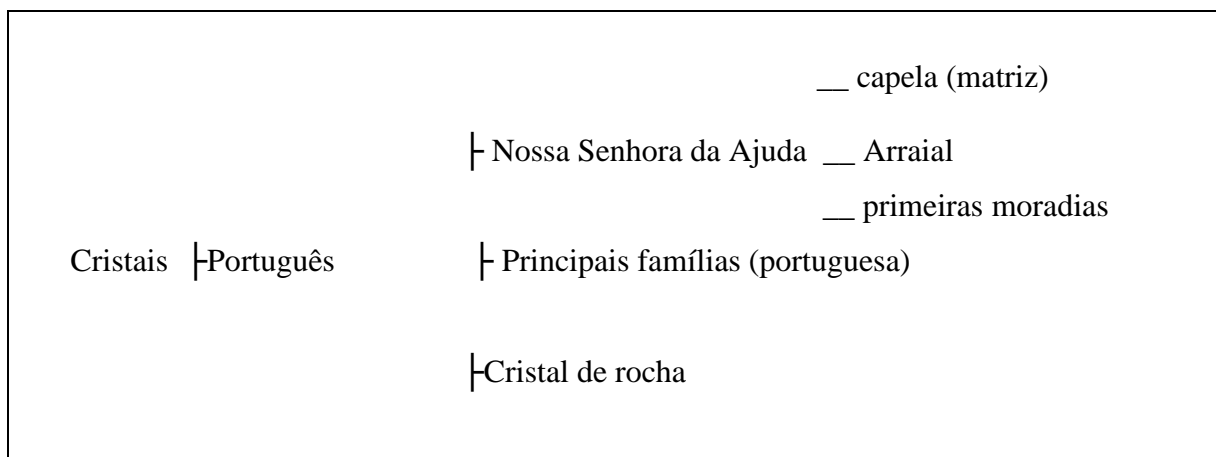 __ capela (matriz)
├ Nossa Senhora da Ajuda __ Arraial
__ primeiras moradias
Cristais ├Português ├ Principais famílias (portuguesa)
├Cristal de rocha